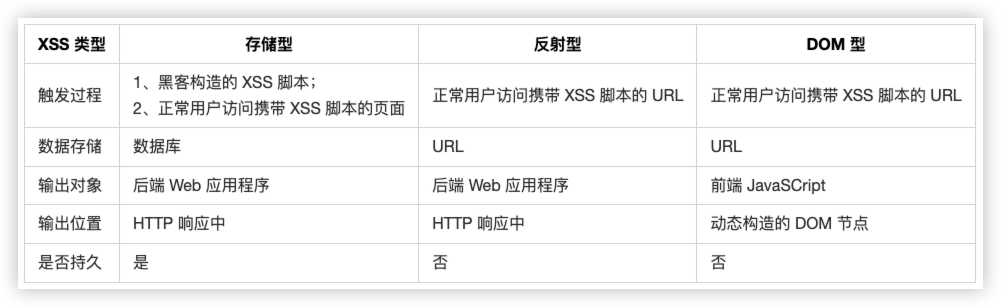 XSS 类型 存储型 反射型 DOM 型
触发过程 1、黑客构造的 XSS 脚本；
2、正常用户访问携带 XSS 脚本的页面 正常用户访问携带 XSS 脚本的 URL 正常用户访问携带 XSS 脚本的 URL
数据存储 数据库 URL URL
输出对象 后端 Web 应用程序 后端 Web 应用程序 前端 JavaSCript
输出位置 HTTP 响应中 HTTP 响应中 动态构造的 DOM 节点
是否持久 是 否 否